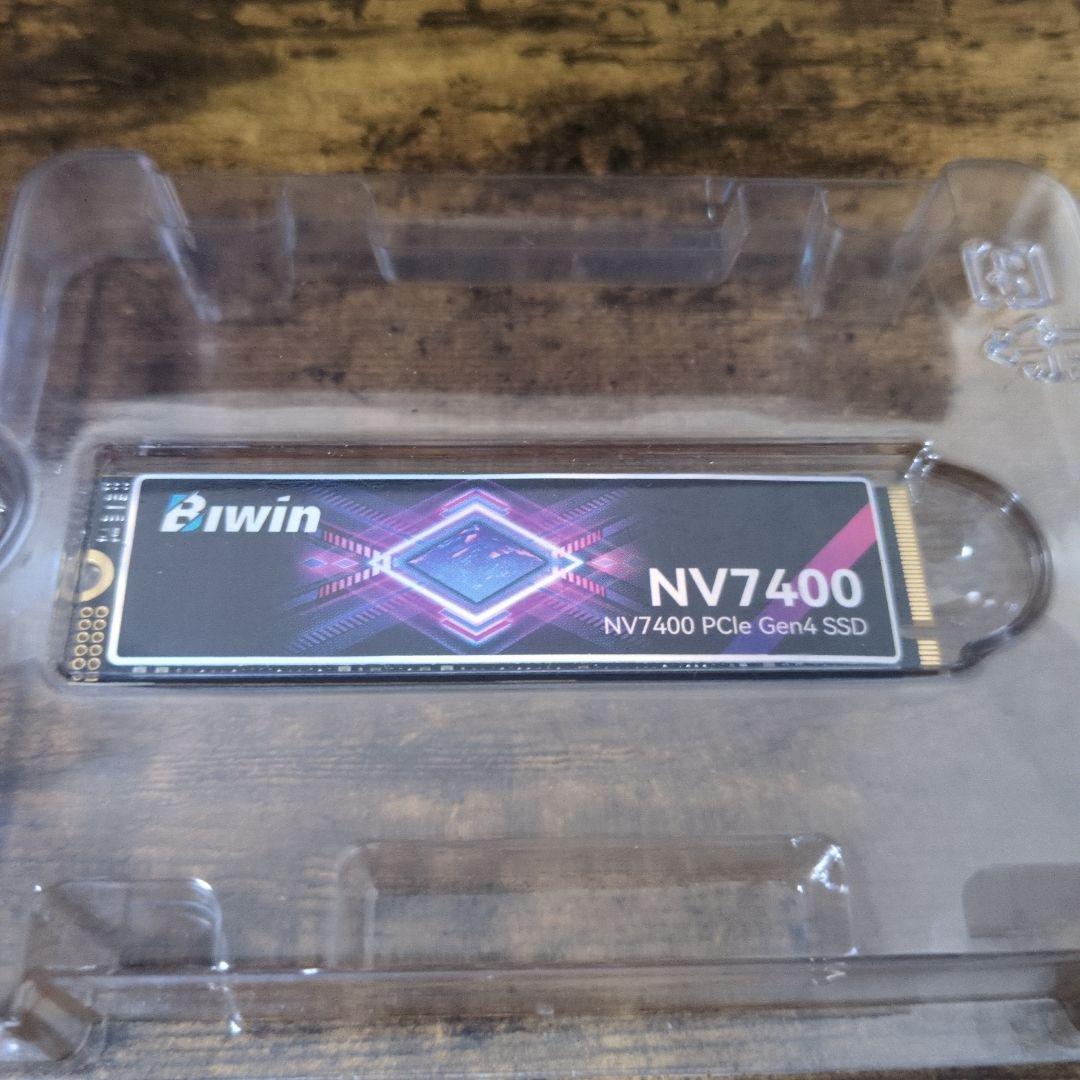 Biwin
NV7400
NV7400 PCIe Gen4 SSD